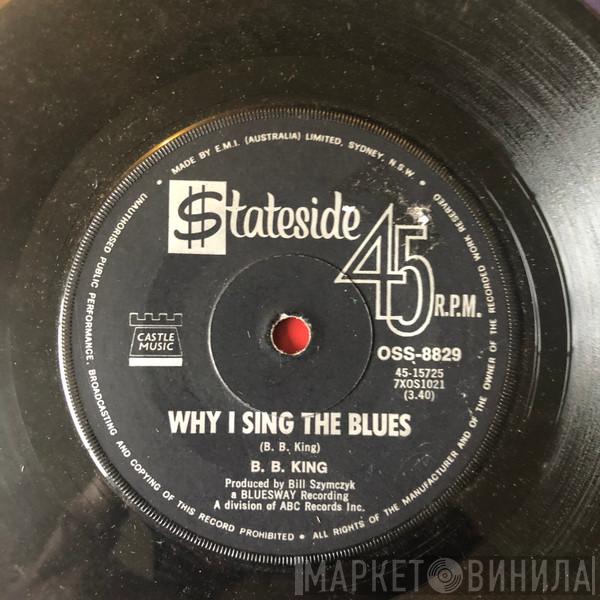 MADE BY E.M.I. (AUSTRALIA) LIMITED, SYDNEY, N.S.W.
$tateside
45 R.P.M.
OSS-8829
45-15725
7XOS1021
(3.40)
CASTLE
MUSIC
WHY I SING THE BLUES
(B. B. King)
B. B. KING
Produced by Bill Szymczyk
a BLUESWAY Recording
A division of ABC Records Inc.
UNAUTHORISED PUBLIC PERFORMANCE, BROADCASTING AND COPYING OF THIS RECORD PROHIBITED • ALL RIGHTS OF THE MANUFACTURER AND OF THE OWNER OF THE RECORDED WORK RESERVED
МАРКЕТ ВИНИЛА